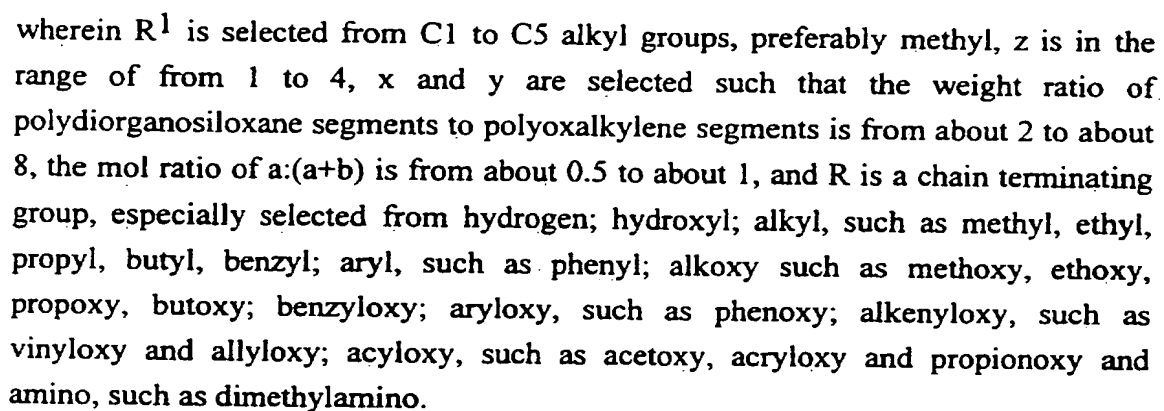 wherein R¹ is selected from C1 to C5 alkyl groups, preferably methyl, z is in the
range of from 1 to 4, x and y are selected such that the weight ratio of
polydiorganosiloxane segments to polyoxalkylene segments is from about 2 to about
8, the mol ratio of a:(a+b) is from about 0.5 to about 1, and R is a chain terminating
group, especially selected from hydrogen; hydroxyl; alkyl, such as methyl, ethyl,
propyl, butyl, benzyl; aryl, such as phenyl; alkoxy such as methoxy, ethoxy,
propoxy, butoxy; benzyloxy; aryloxy, such as phenoxy; alkenyloxy, such as
vinyloxy and allyloxy; acyloxy, such as acetoxy, acryloxy and propionoxy and
amino, such as dimethylamino.